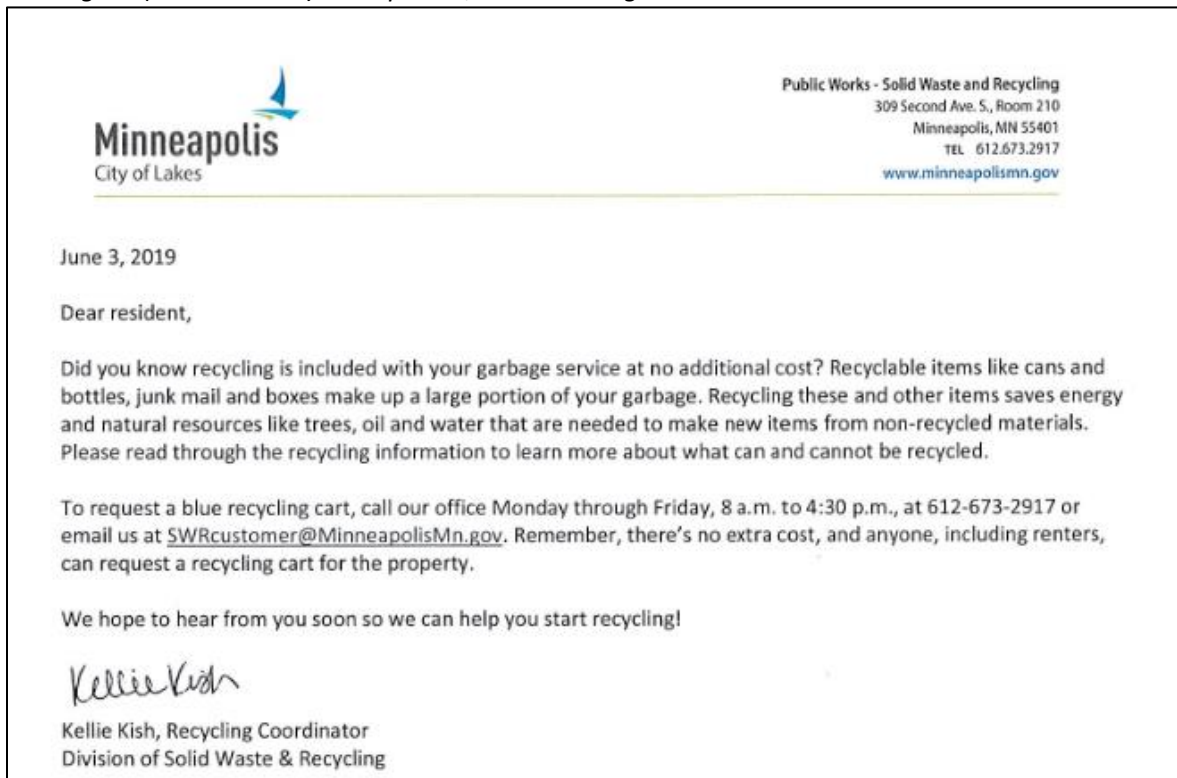 Minneapolis
City of Lakes
Public Works - Solid Waste and Recycling
309 Second Ave. S., Room 210
Minneapolis, MN 55401
TEL 612.673.2917
www.minneapolismn.gov
June 3, 2019
Dear resident,
Did you know recycling is included with your garbage service at no additional cost? Recyclable items like cans and
bottles, junk mail and boxes make up a large portion of your garbage. Recycling these and other items saves energy
and natural resources like trees, oil and water that are needed to make new items from non-recycled materials.
Please read through the recycling information to learn more about what can and cannot be recycled.
To request a blue recycling cart, call our office Monday through Friday, 8 a.m. to 4:30 p.m., at 612-673-2917 or
email us at SWRcustomer@MinneapolisMn.gov. Remember, there's no extra cost, and anyone, including renters,
can request a recycling cart for the property.
We hope to hear from you soon so we can help you start recycling!
Kellie Kish
Kellie Kish, Recycling Coordinator
Division of Solid Waste & Recycling